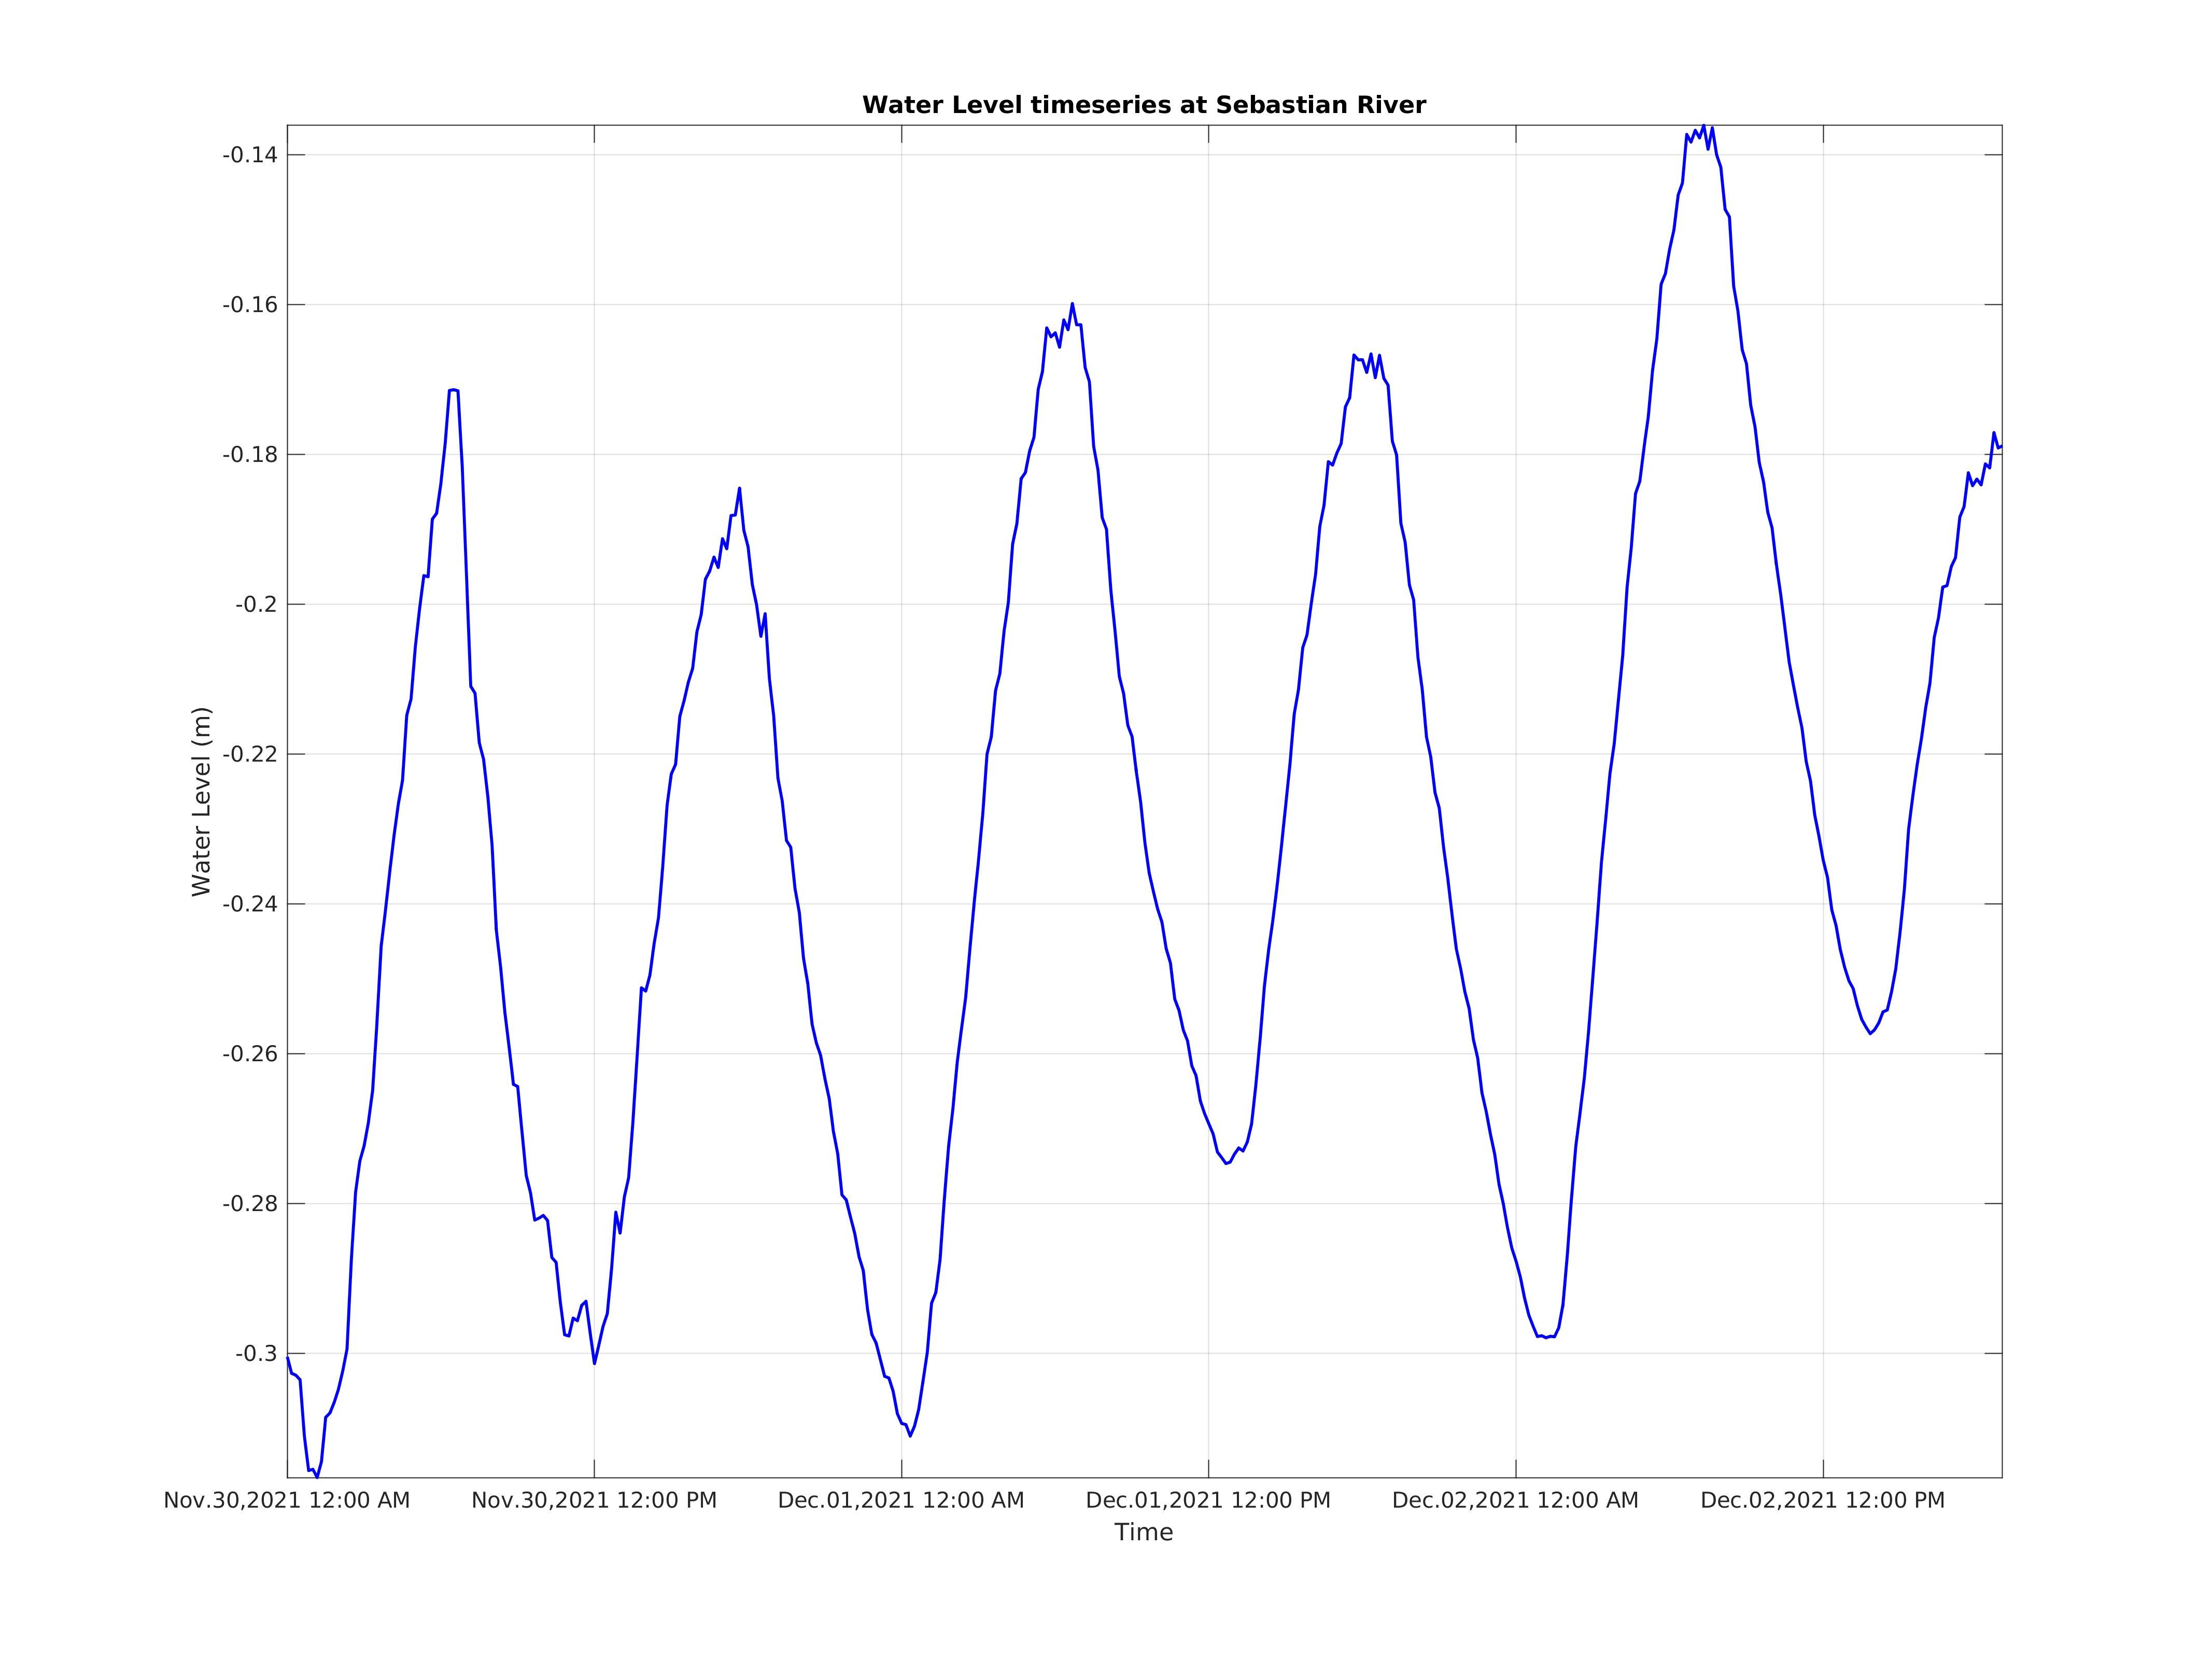 Water Level timeseries at Sebastian River
-0.14
-0.16
-0.18
-0.2
-0.22
-0.24
-0.26
-0.28
-0.3
Water Level (m)
Nov.30,2021 12:00 AM Nov.30,2021 12:00 PM Dec.01,2021 12:00 AM Dec.01,2021 12:00 PM Dec.02,2021 12:00 AM Dec.02,2021 12:00 PM
Time